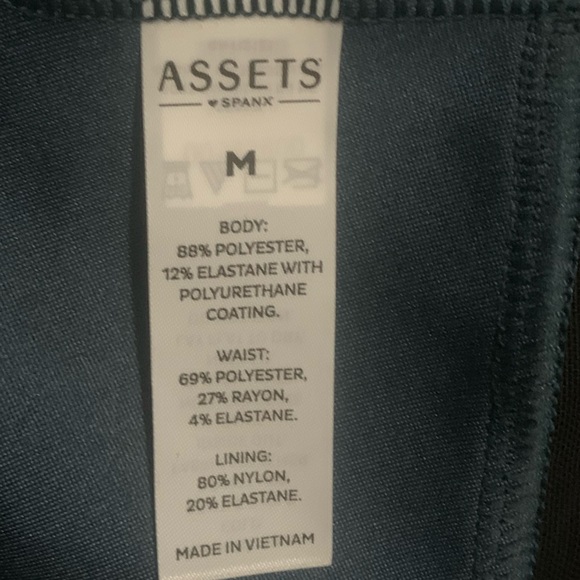 ASSETS
♥ SPANX
M
BODY:
88% POLYESTER,
12% ELASTANE WITH
POLYURETHANE
COATING.
WAIST:
69% POLYESTER,
27% RAYON,
4% ELASTANE.
LINING:
80% NYLON,
20% ELASTANE.
MADE IN VIETNAM